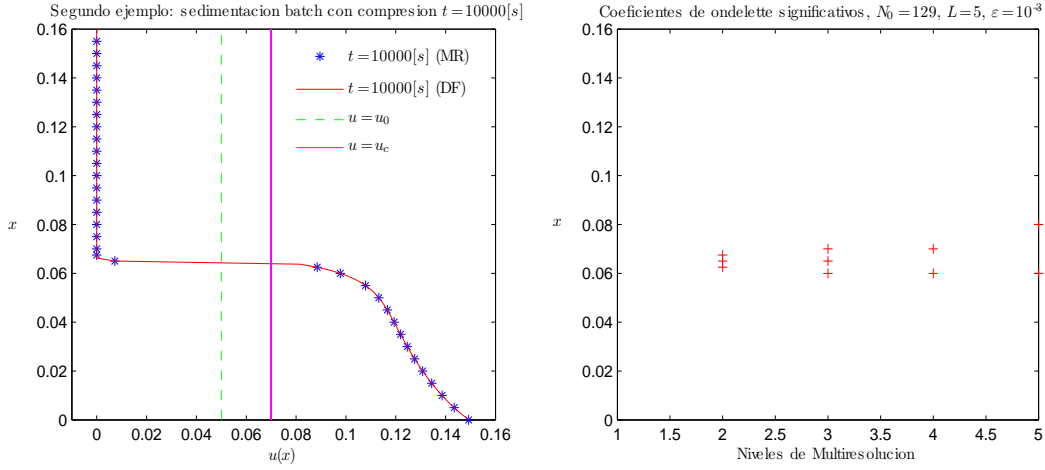 Segundo ejemplo: sedimentacion batch con compresion t=10000[s]
0.16
0.14
0.12
0.1
0.08
0.06
0.04
0.02
0
x
0 0.02 0.04 0.06 0.08 0.1 0.12 0.14 0.16
u(x)
t=10000[s] (MR)
t=10000[s] (DF)
u=u₀
u=u_c
Coeficientes de ondelette significativos, N₀=129, L=5, ε=10⁻³
0.16
0.14
0.12
0.1
0.08
0.06
0.04
0.02
0
x
1 1.5 2 2.5 3 3.5 4 4.5 5
Niveles de Multiresolucion